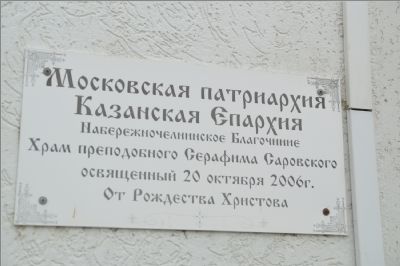 Московская патриархия
Казанская Епархия
Набережночелнинское Благочиние
Храм преподобного Серафима Саровского
освященный 20 октября 2006г.
От Рождества Христова